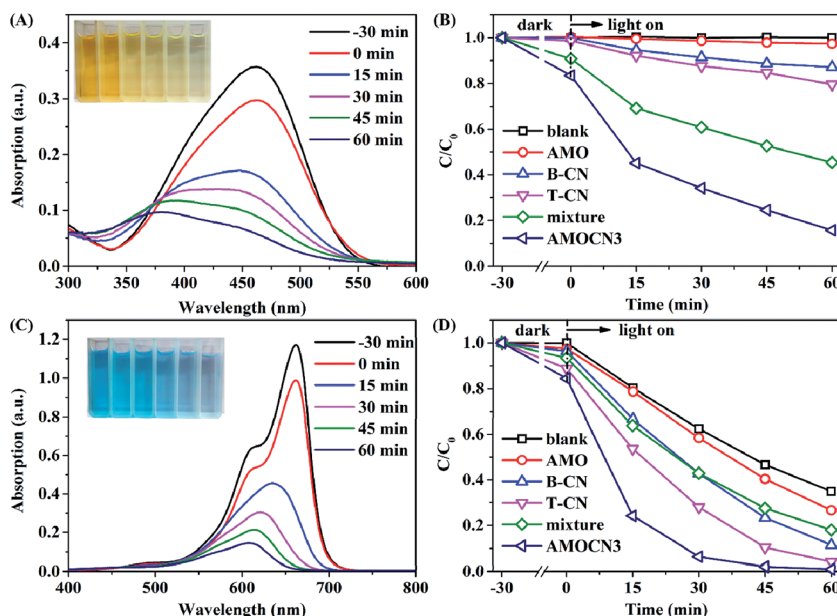 (A)
-30 min
0 min
15 min
30 min
45 min
60 min
Absorption (a.u.)
0.4
0.3
0.2
0.1
0.0
300 350 400 450 500 550 600
Wavelength (nm)
(B)
dark light on
C/C0
1.0
0.8
0.6
0.4
0.2
0.0
blank
AMO
B-CN
T-CN
mixture
AMOCN3
-30 0 15 30 45 60
Time (min)
(C)
-30 min
0 min
15 min
30 min
45 min
60 min
Absorption (a.u.)
1.2
1.0
0.8
0.6
0.4
0.2
0.0
400 500 600 700 800
Wavelength (nm)
(D)
dark light on
C/C0
1.0
0.8
0.6
0.4
0.2
0.0
blank
AMO
B-CN
T-CN
mixture
AMOCN3
-30 0 15 30 45 60
Time (min)